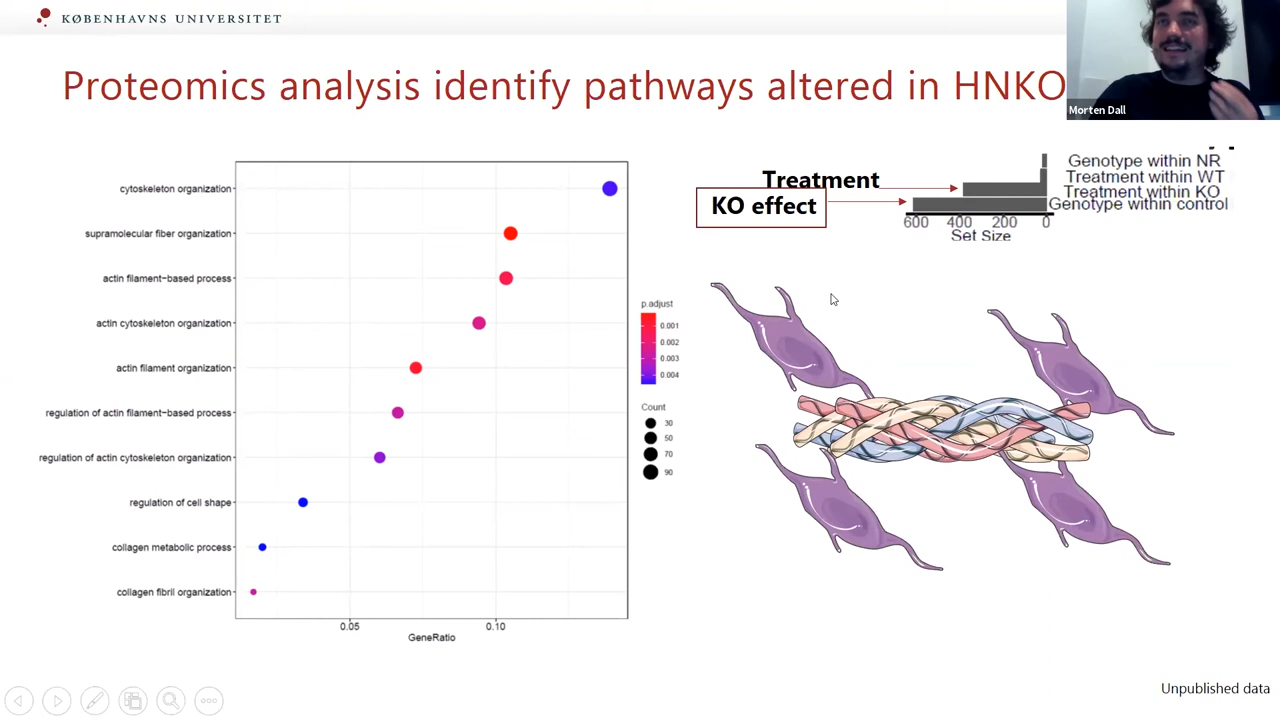 KØBENHAVNS UNIVERSITET
Proteomics analysis identify pathways altered in HNKO
Morten Dall
cytoskeleton organization
supramolecular fiber organization
actin filament−based process
actin cytoskeleton organization
actin filament organization
regulation of actin filament−based process
regulation of actin cytoskeleton organization
regulation of cell shape
collagen metabolic process
collagen fibril organization
0.05
0.10
GeneRatio
p.adjust
0.001
0.002
0.003
0.004
Count
30
50
70
90
Treatment
KO effect
Genotype within NR
Treatment within WT
Treatment within KO
Genotype within control
600
400
200
0
Set Size
Unpublished data